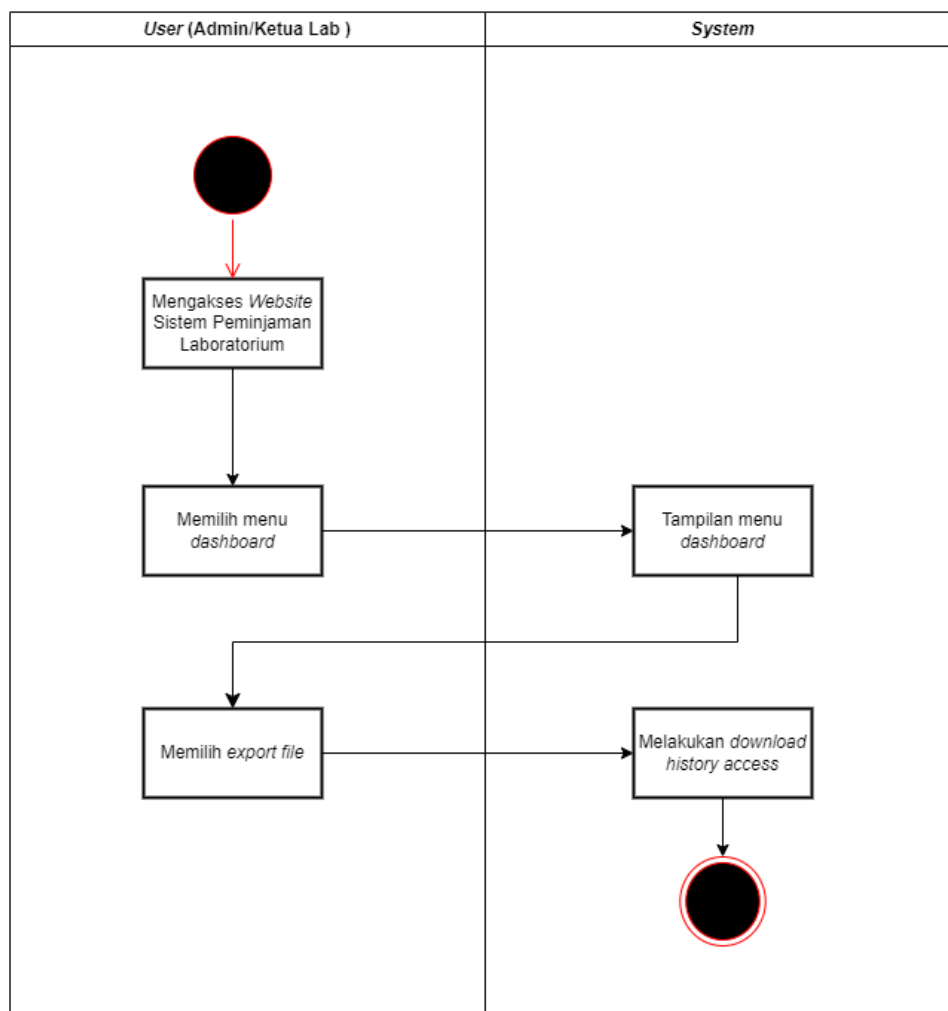 User (Admin/Ketua Lab )
System
Mengakses Website
Sistem Peminjaman
Laboratorium
Memilih menu
dashboard
Tampilan menu
dashboard
Memilih export file
Melakukan download
history access